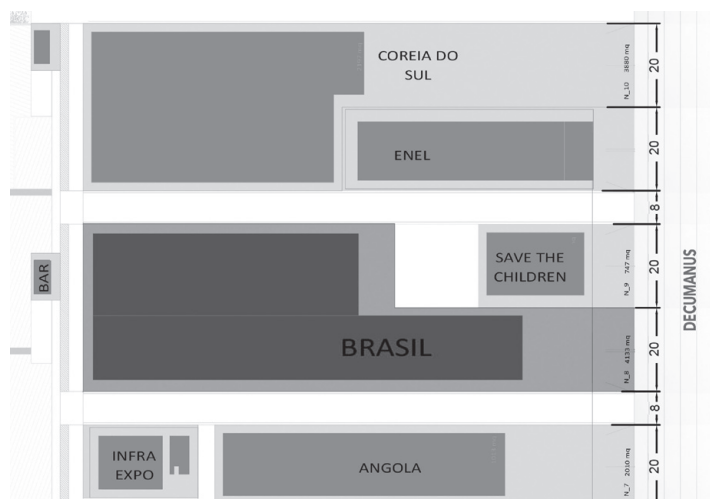 COREIA DO
SUL
N_10 3880 mq
20
ENEL
20
8
BAR
SAVE THE
CHILDREN
N_9 747 mq
20
DECUMANUS
BRASIL
N_8 4133 mq
20
8
INFRA
EXPO
ANGOLA
N_7 2010 mq
20